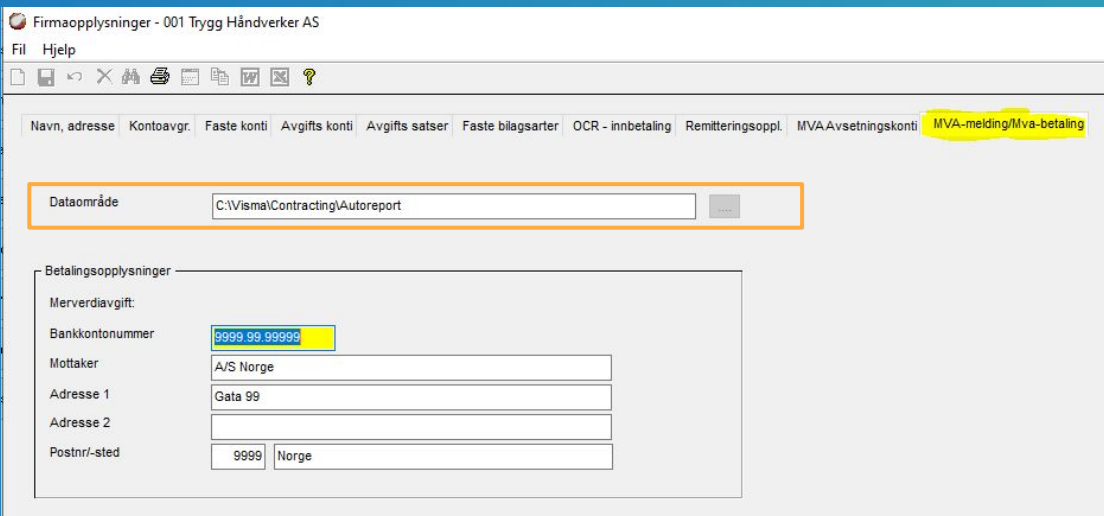 Firmaopplysninger - 001 Trygg Håndverker AS
Fil Hjelp
Navn, adresse Kontoavgr. Faste konti Avgifts konti Avgifts satser Faste bilagsarter OCR - innbetaling Remitteringsoppl. MVA Avsetningskonti MVA-melding/Mva-betaling
Dataområde C:\Visma\Contracting\Autoreport ....
Betalingsopplysninger
Merverdiavgift:
Bankkontonummer 9999.99.99999
Mottaker A/S Norge
Adresse 1 Gata 99
Adresse 2
Postnr/-sted 9999 Norge